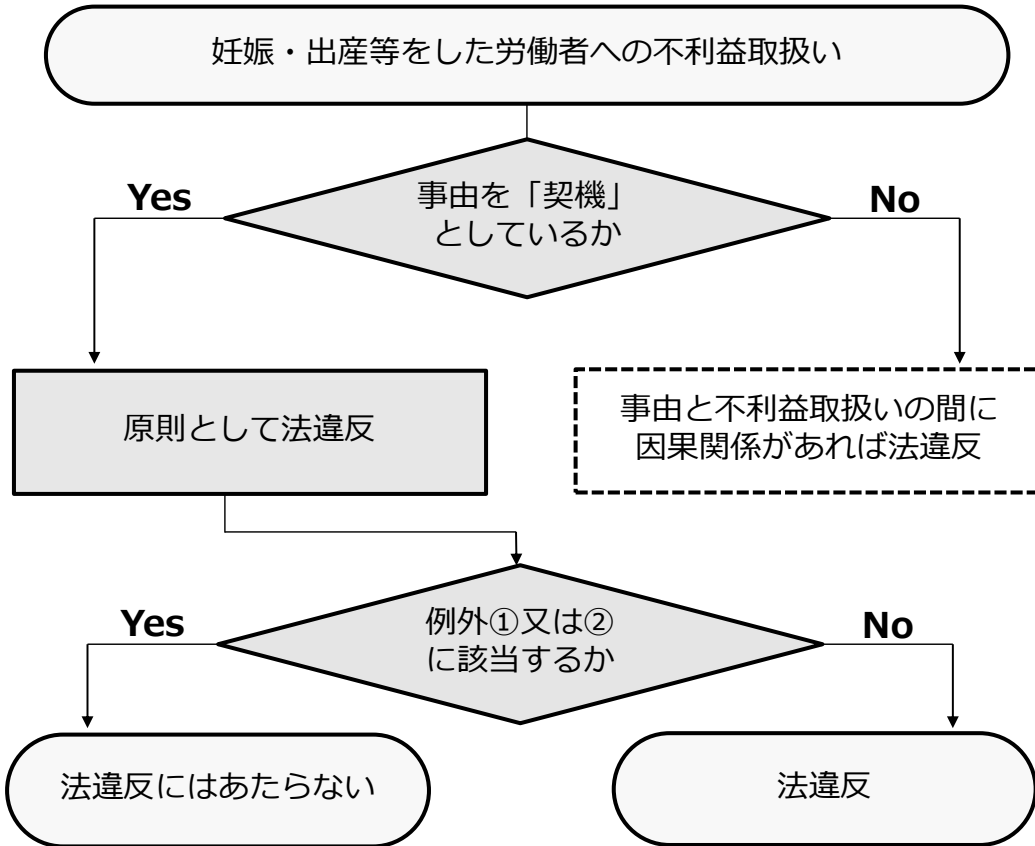 妊娠・出産等をした労働者への不利益取扱い
事由を「契機」
としているか
Yes
No
原則として法違反
事由と不利益取扱いの間に
因果関係があれば法違反
例外①又は②
に該当するか
Yes
No
法違反にはあたらない
法違反